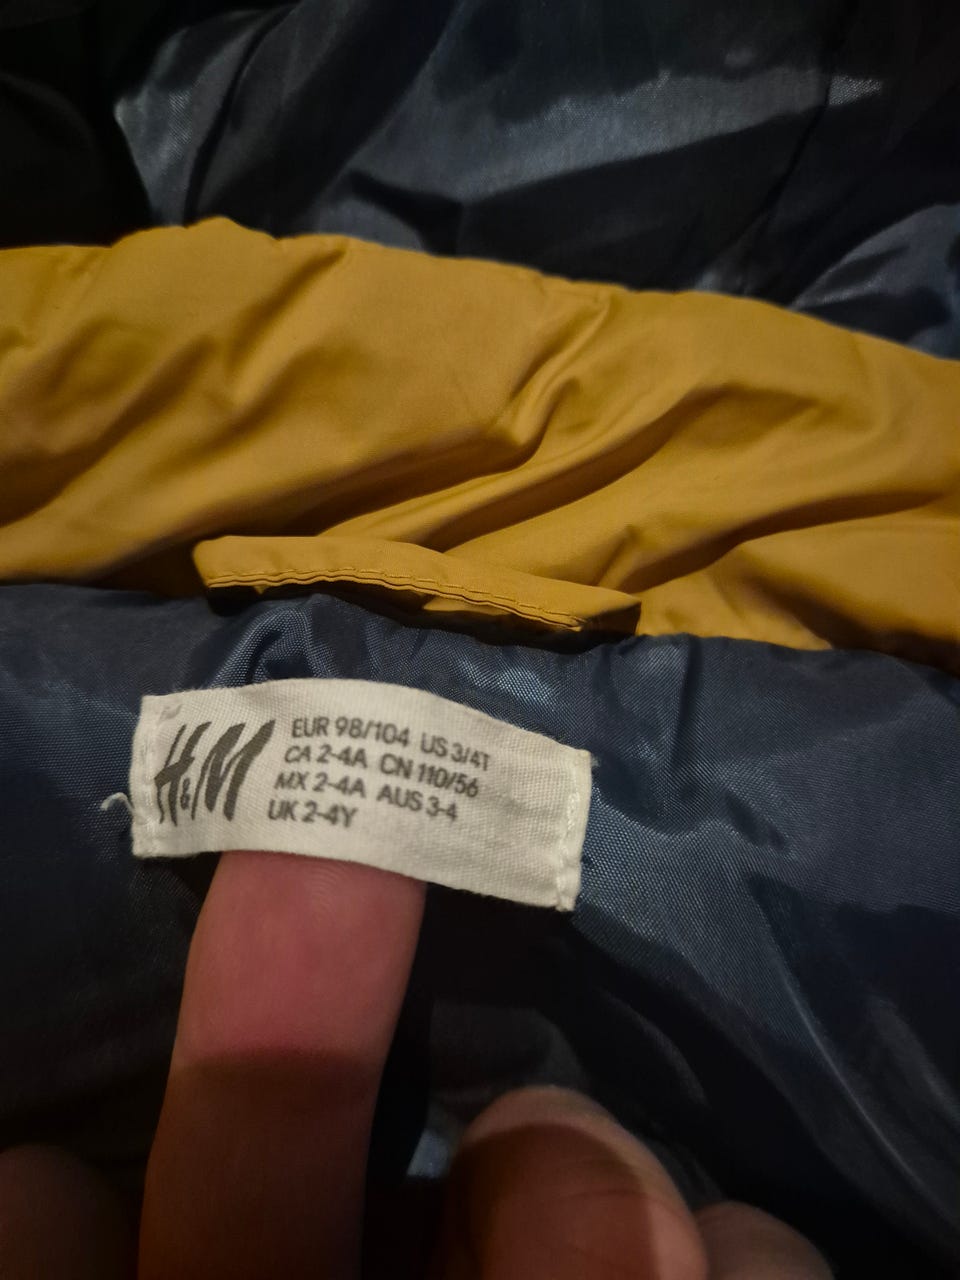 H&M
EUR 98/104 US 3/4T
CA 2-4A CN 110/56
MX 2-4A AUS 3-4
UK 2-4Y